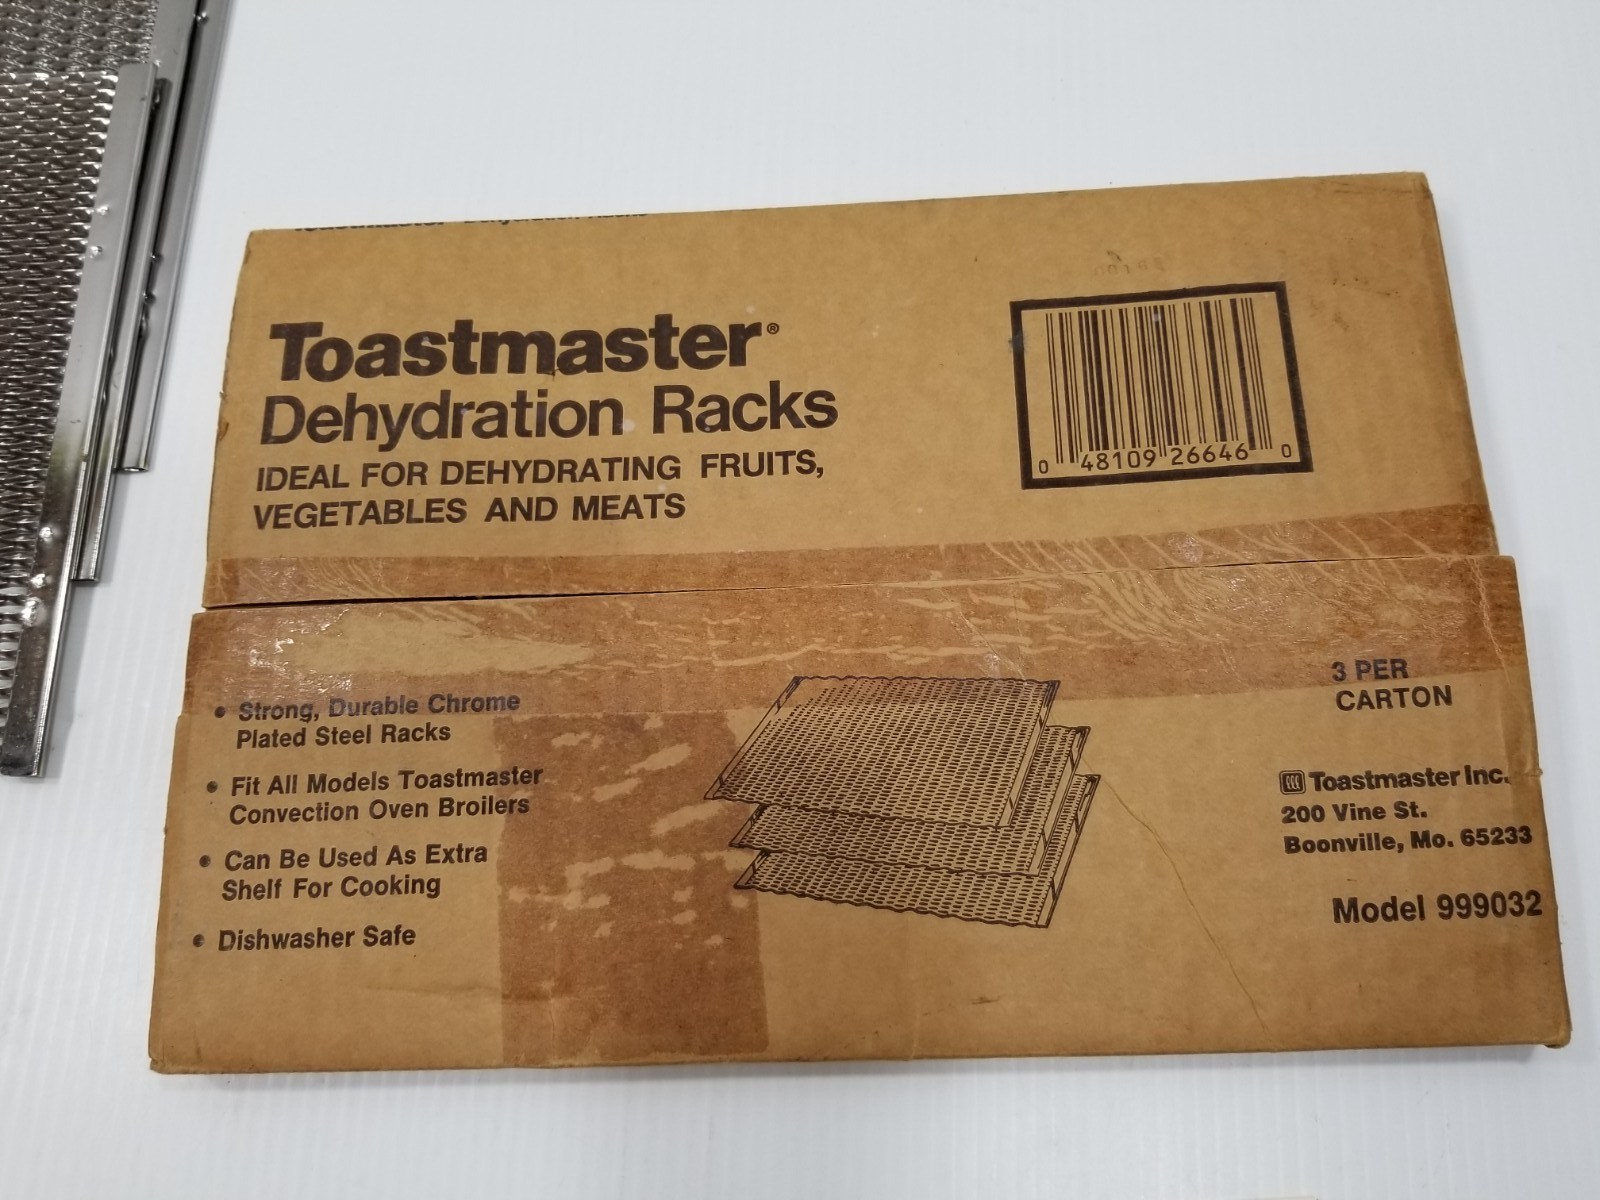 Toastmaster®
Dehydration Racks
IDEAL FOR DEHYDRATING FRUITS,
VEGETABLES AND MEATS
0 48109 26646 0
• Strong, Durable Chrome
Plated Steel Racks
• Fit All Models Toastmaster
Convection Oven Broilers
• Can Be Used As Extra
Shelf For Cooking
• Dishwasher Safe
3 PER
CARTON
Toastmaster Inc.
200 Vine St.
Boonville, Mo. 65233
Model 999032